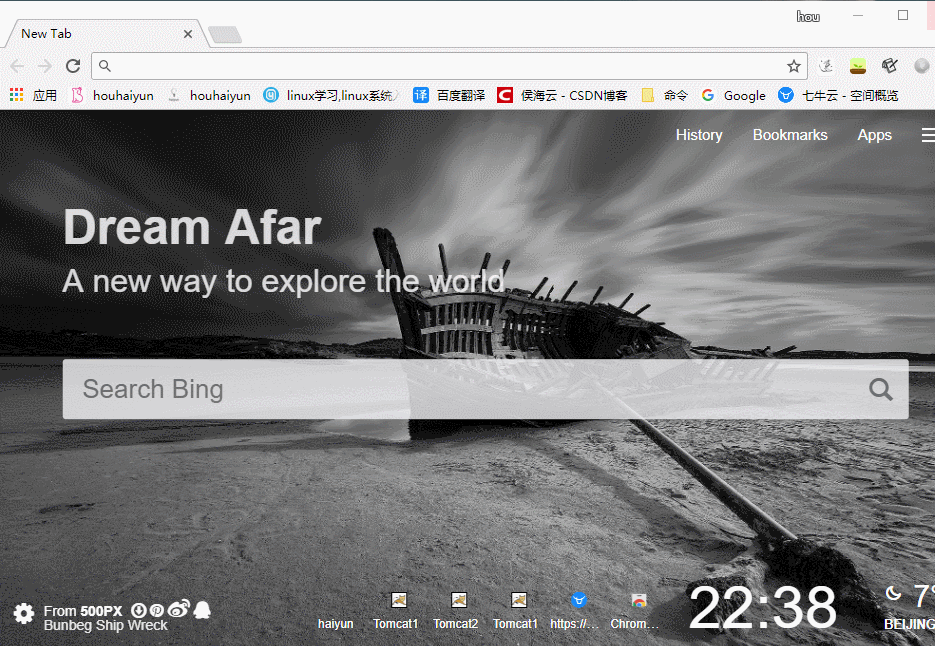 hou
New Tab
应用 houhaiyun houhaiyun linux学习,linux系统 百度翻译 侯海云 - CSDN博客 命令 Google 七牛云 - 空间概览
History Bookmarks Apps
Dream Afar
A new way to explore the world
Search Bing
From 500PX
Bunbeg Ship Wreck
haiyun Tomcat1 Tomcat2 Tomcat1 https://... Chrom...
22:38
7°
BEIJING